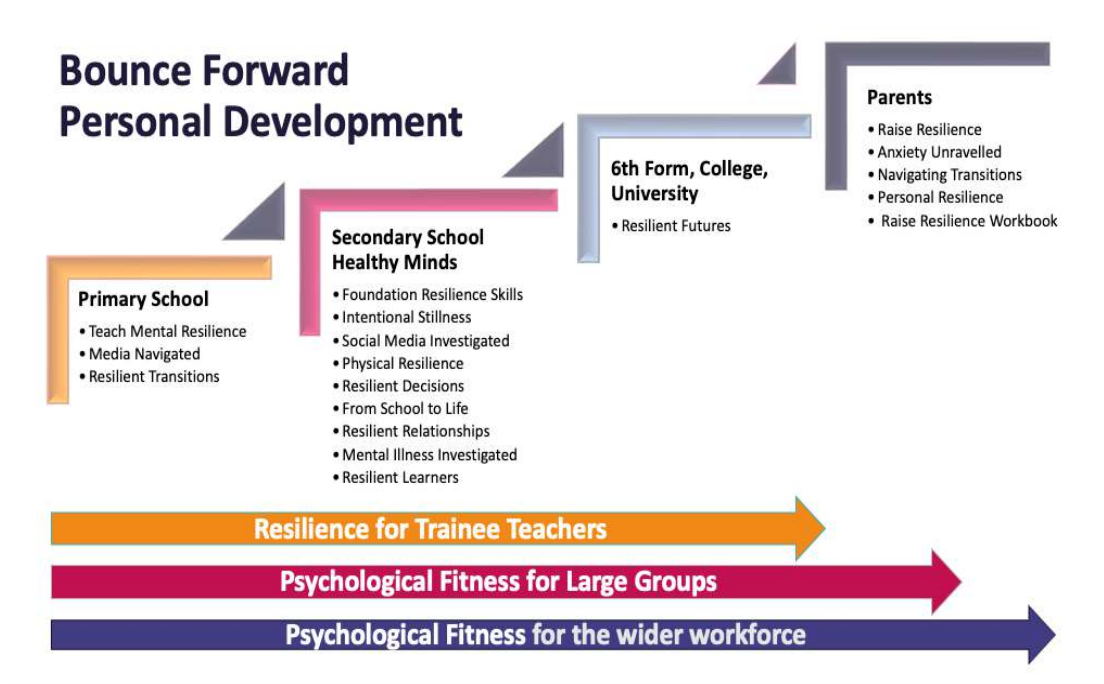 Bounce Forward
Personal Development
Primary School
• Teach Mental Resilience
• Media Navigated
• Resilient Transitions
Secondary School
Healthy Minds
• Foundation Resilience Skills
• Intentional Stillness
• Social Media Investigated
• Physical Resilience
• Resilient Decisions
• From School to Life
• Resilient Relationships
• Mental Illness Investigated
• Resilient Learners
6th Form, College,
University
• Resilient Futures
Parents
• Raise Resilience
• Anxiety Unravelled
• Navigating Transitions
• Personal Resilience
• Raise Resilience Workbook
Resilience for Trainee Teachers
Psychological Fitness for Large Groups
Psychological Fitness for the wider workforce